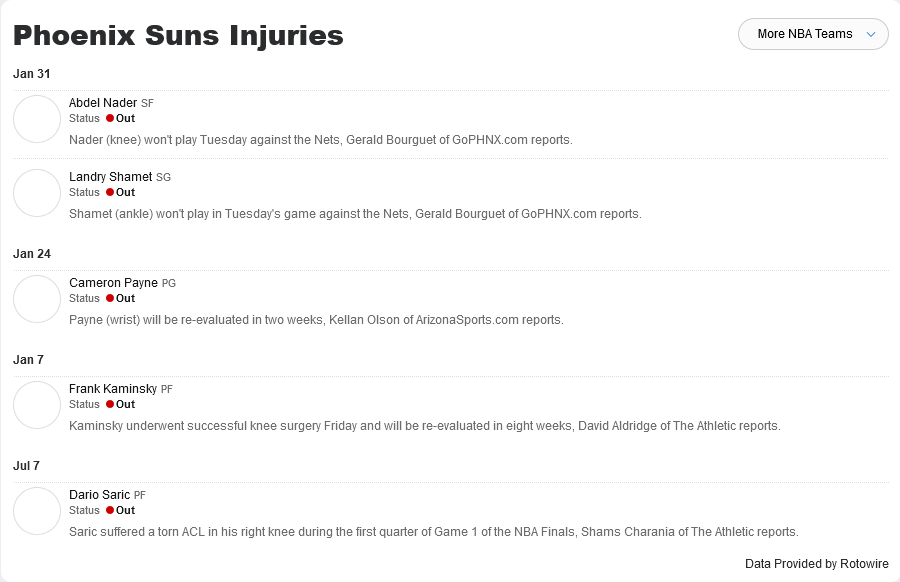 Phoenix Suns Injuries
More NBA Teams
Jan 31
Abdel Nader SF
Status Out
Nader (knee) won't play Tuesday against the Nets, Gerald Bourguet of GoPHNX.com reports.
Landry Shamet SG
Status Out
Shamet (ankle) won't play in Tuesday's game against the Nets, Gerald Bourguet of GoPHNX.com reports.
Jan 24
Cameron Payne PG
Status Out
Payne (wrist) will be re-evaluated in two weeks, Kellan Olson of ArizonaSports.com reports.
Jan 7
Frank Kaminsky PF
Status Out
Kaminsky underwent successful knee surgery Friday and will be re-evaluated in eight weeks, David Aldridge of The Athletic reports.
Jul 7
Dario Saric PF
Status Out
Saric suffered a torn ACL in his right knee during the first quarter of Game 1 of the NBA Finals, Shams Charania of The Athletic reports.
Data Provided by Rotowire